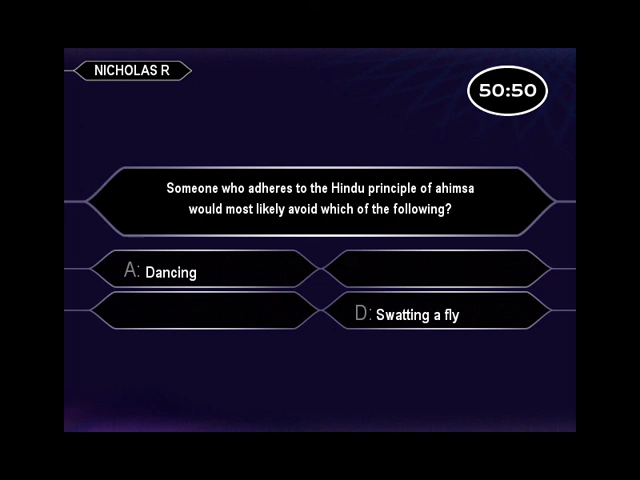 NICHOLAS R
50:50
Someone who adheres to the Hindu principle of ahimsa
would most likely avoid which of the following?
A: Dancing
D: Swatting a fly